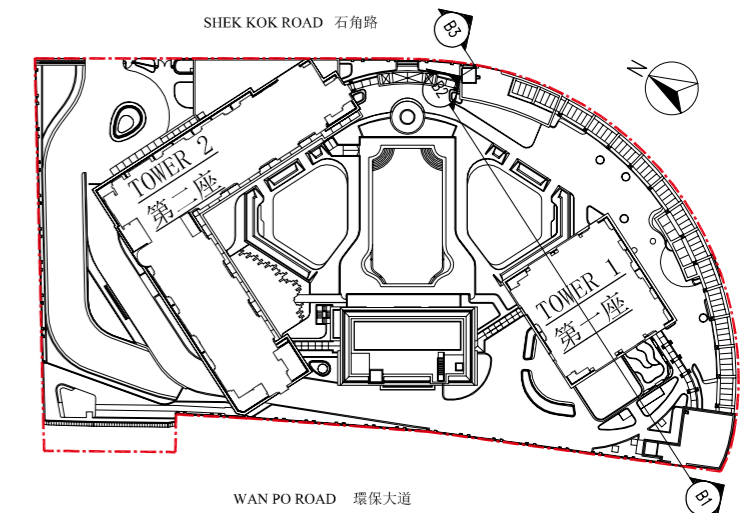 SHEK KOK ROAD 石角路
B3
N
B2
TOWER 2
第二座
TOWER 1
第一座
WAN PO ROAD 環保大道
B1